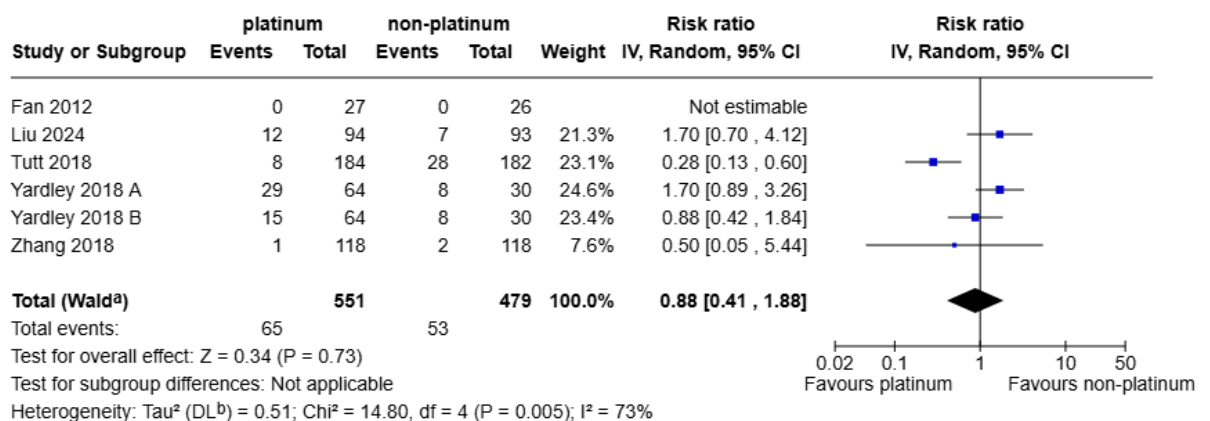 platinum non-platinum Risk ratio Risk ratio
Study or Subgroup Events Total Events Total Weight IV, Random, 95% CI IV, Random, 95% CI
Fan 2012 0 27 0 26 Not estimable
Liu 2024 12 94 7 93 21.3% 1.70 [0.70 , 4.12]
Tutt 2018 8 184 28 182 23.1% 0.28 [0.13 , 0.60]
Yardley 2018 A 29 64 8 30 24.6% 1.70 [0.89 , 3.26]
Yardley 2018 B 15 64 8 30 23.4% 0.88 [0.42 , 1.84]
Zhang 2018 1 118 2 118 7.6% 0.50 [0.05 , 5.44]
Total (Waldᵃ) 551 479 100.0% 0.88 [0.41 , 1.88]
Total events: 65 53
Test for overall effect: Z = 0.34 (P = 0.73)
0.02 0.1 1 10 50
Test for subgroup differences: Not applicable
Favours platinum Favours non-platinum
Heterogeneity: Tau² (DLᵇ) = 0.51; Chi² = 14.80, df = 4 (P = 0.005); I² = 73%